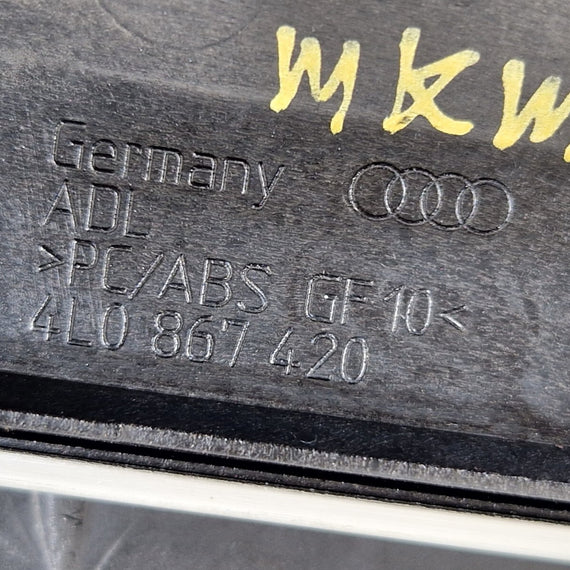 MKW
Germany
ADL
>PC/ABS GF10<
4L0 867 420